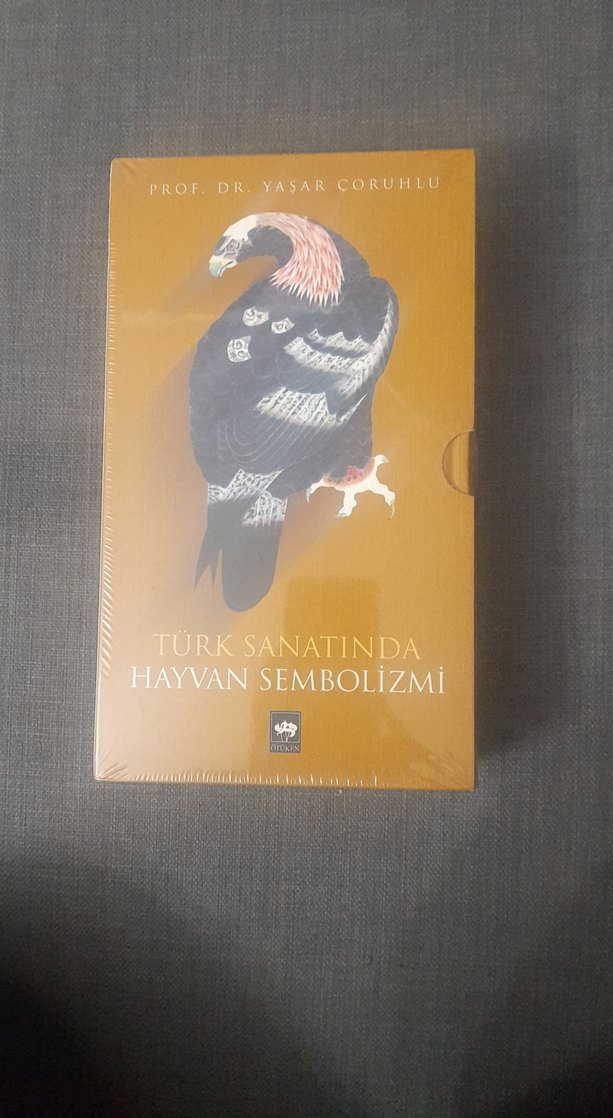 PROF. DR. YAŞAR ÇORUHLU
TÜRK SANATINDA
HAYVAN SEMBOLİZMİ
ÖTÜKEN